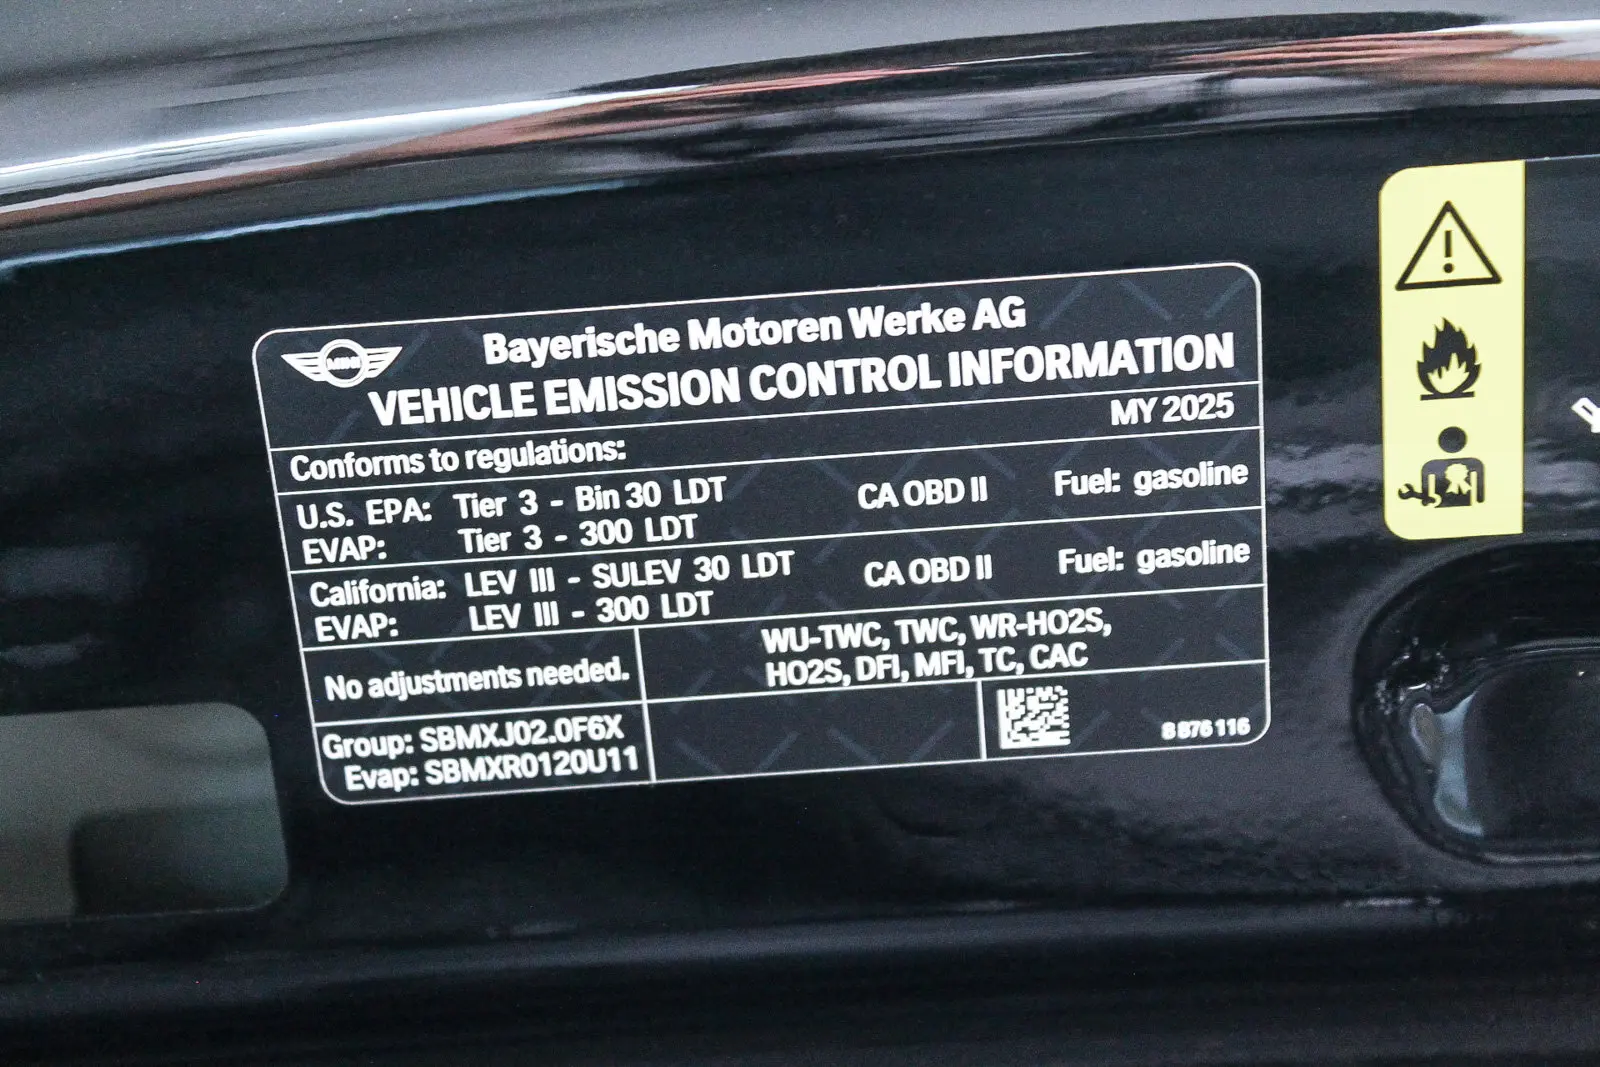 MINI
Bayerische Motoren Werke AG
VEHICLE EMISSION CONTROL INFORMATION
MY 2025
Conforms to regulations:
U.S. EPA: Tier 3 - Bin 30 LDT CA OBD II Fuel: gasoline
EVAP: Tier 3 - 300 LDT
California: LEV III - SULEV 30 LDT CA OBD II Fuel: gasoline
EVAP: LEV III - 300 LDT
No adjustments needed.
WU-TWC, TWC, WR-HO2S,
HO2S, DFI, MFI, TC, CAC
Group: SBMXJ02.0F6X
Evap: SBMXR0120U11
8 876 116